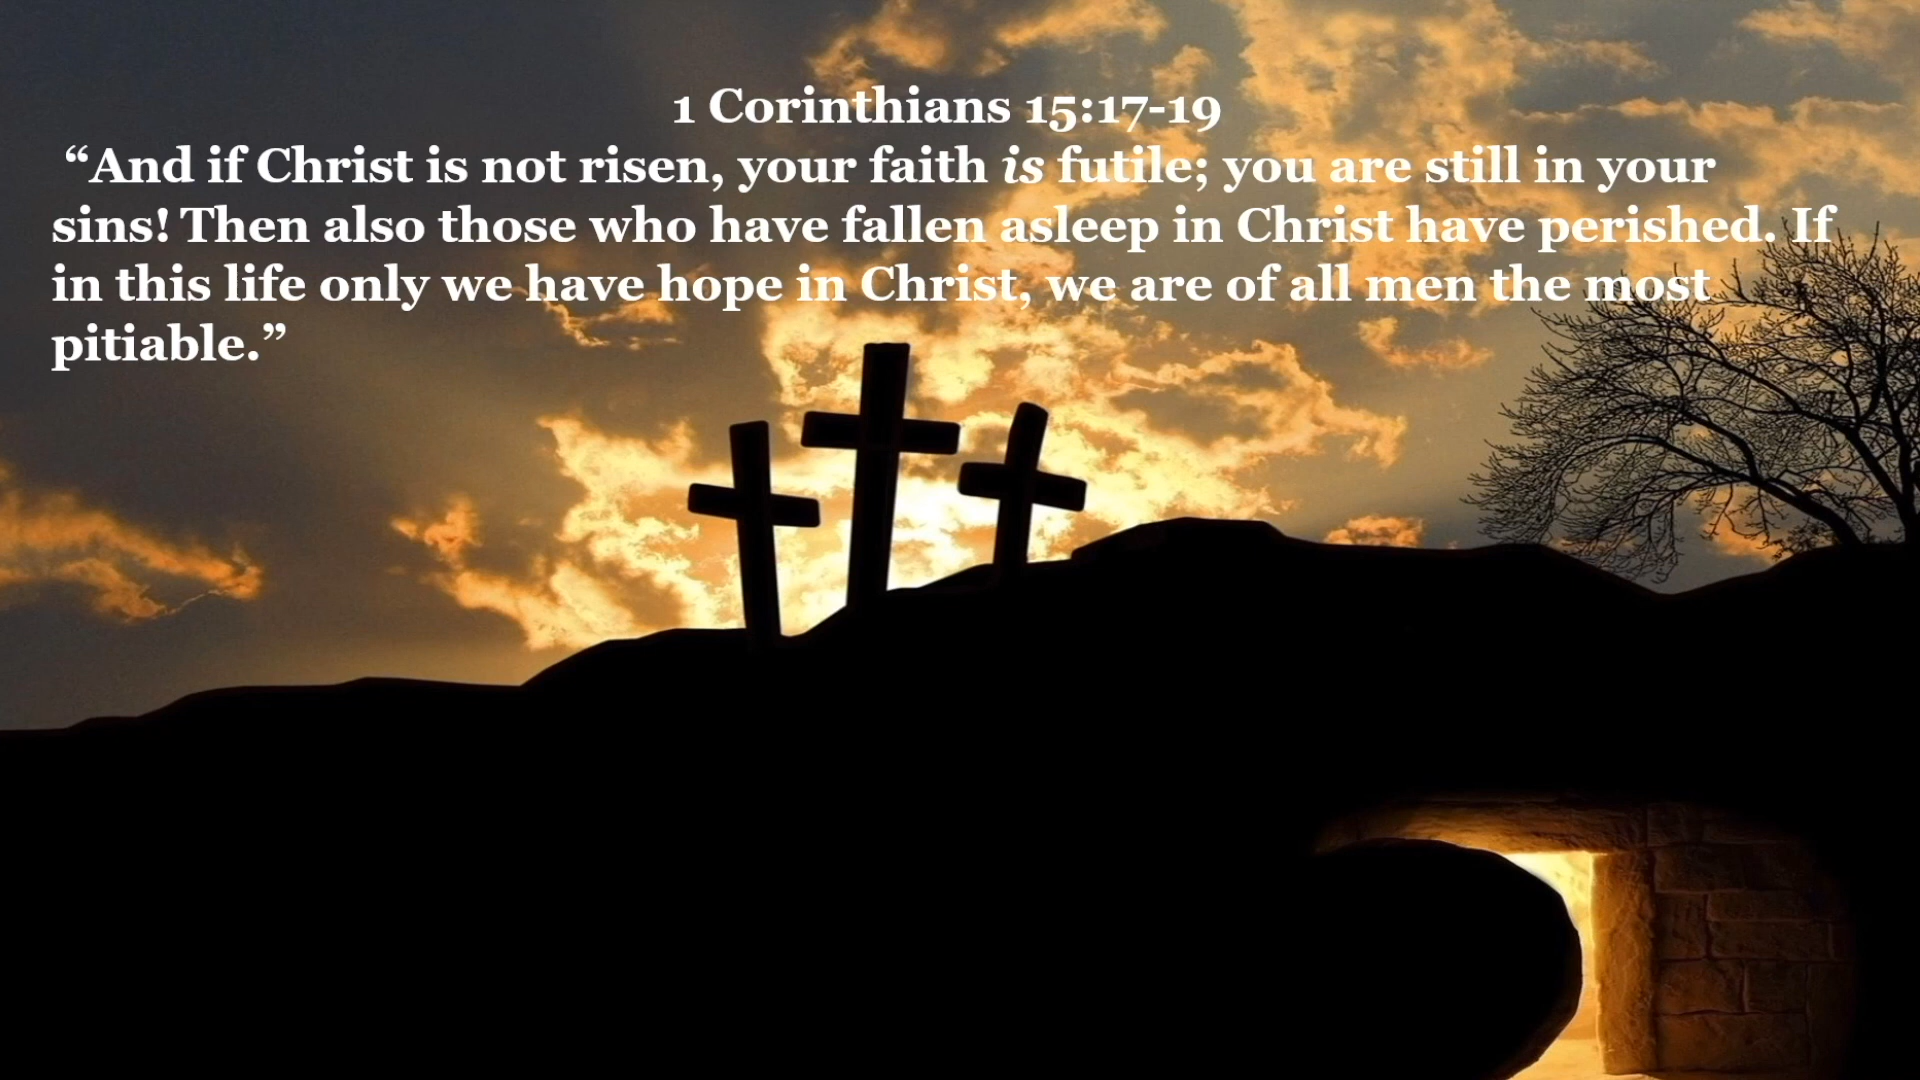 1 Corinthians 15:17-19
“And if Christ is not risen, your faith is futile; you are still in your
sins! Then also those who have fallen asleep in Christ have perished. If
in this life only we have hope in Christ, we are of all men the most
pitiable.”